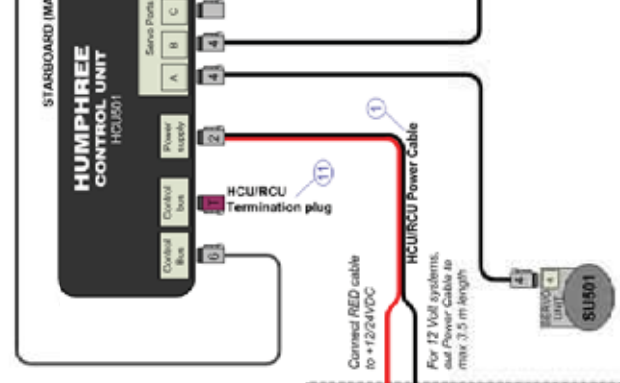 STARBOARD (MA
HUMPHREE
CONTROL UNIT
HCU501
Servo Ports
C
B
4
A
4
Power
supply
2
Control
bus
1
Control
Bus
6
HCU/RCU
Termination plug
11
1
HCU/RCU Power Cable
Connect RED cable
to +12/24VDC
For 12 Volt systems,
cut Power Cable to
max 3.5 m length
4
SERVO
UNIT
SU501